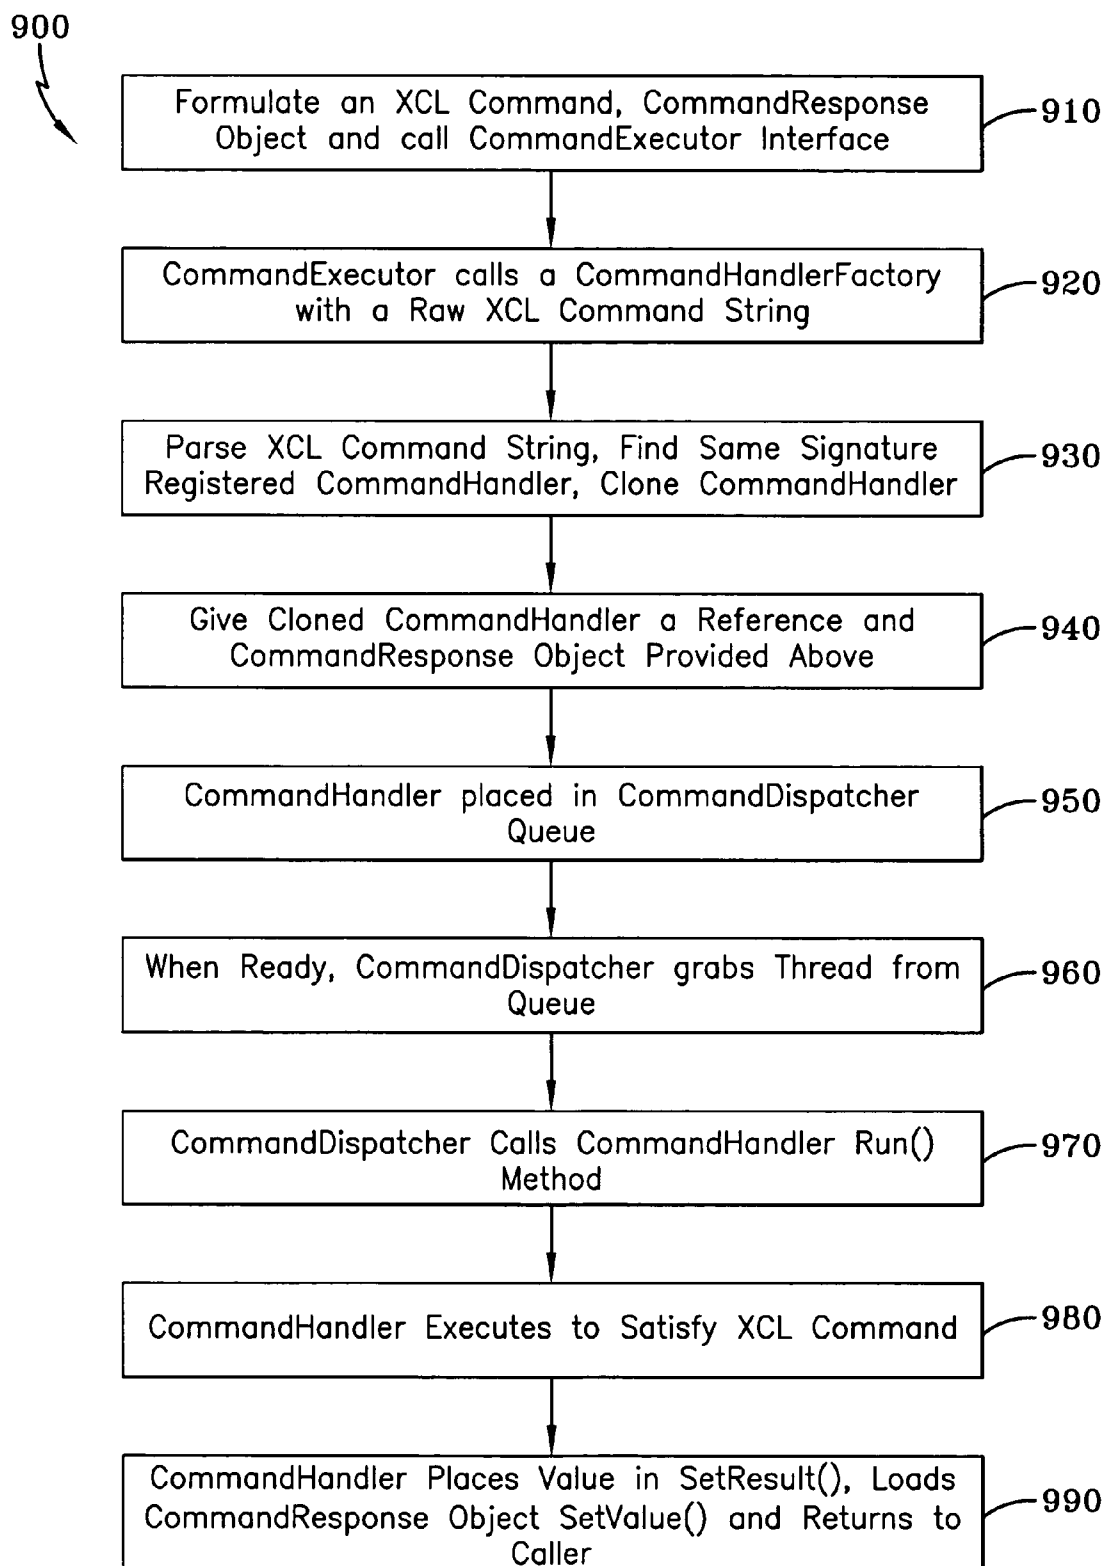 900
Formulate an XCL Command, CommandResponse
Object and call CommandExecutor Interface
910
CommandExecutor calls a CommandHandlerFactory
with a Raw XCL Command String
920
Parse XCL Command String, Find Same Signature
Registered CommandHandler, Clone CommandHandler
930
Give Cloned CommandHandler a Reference and
CommandResponse Object Provided Above
940
CommandHandler placed in CommandDispatcher
Queue
950
When Ready, CommandDispatcher grabs Thread from
Queue
960
CommandDispatcher Calls CommandHandler Run()
Method
970
CommandHandler Executes to Satisfy XCL Command
980
CommandHandler Places Value in SetResult(), Loads
CommandResponse Object SetValue() and Returns to
Caller
990